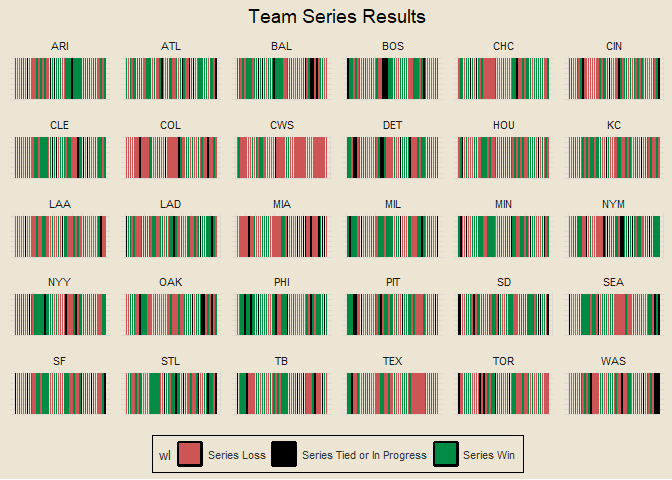 Team Series Results
ARI ATL BAL BOS CHC CIN
CLE COL CWS DET HOU KC
LAA LAD MIA MIL MIN NYM
NYY OAK PHI PIT SD SEA
SF STL TB TEX TOR WAS
wl Series Loss Series Tied or In Progress Series Win